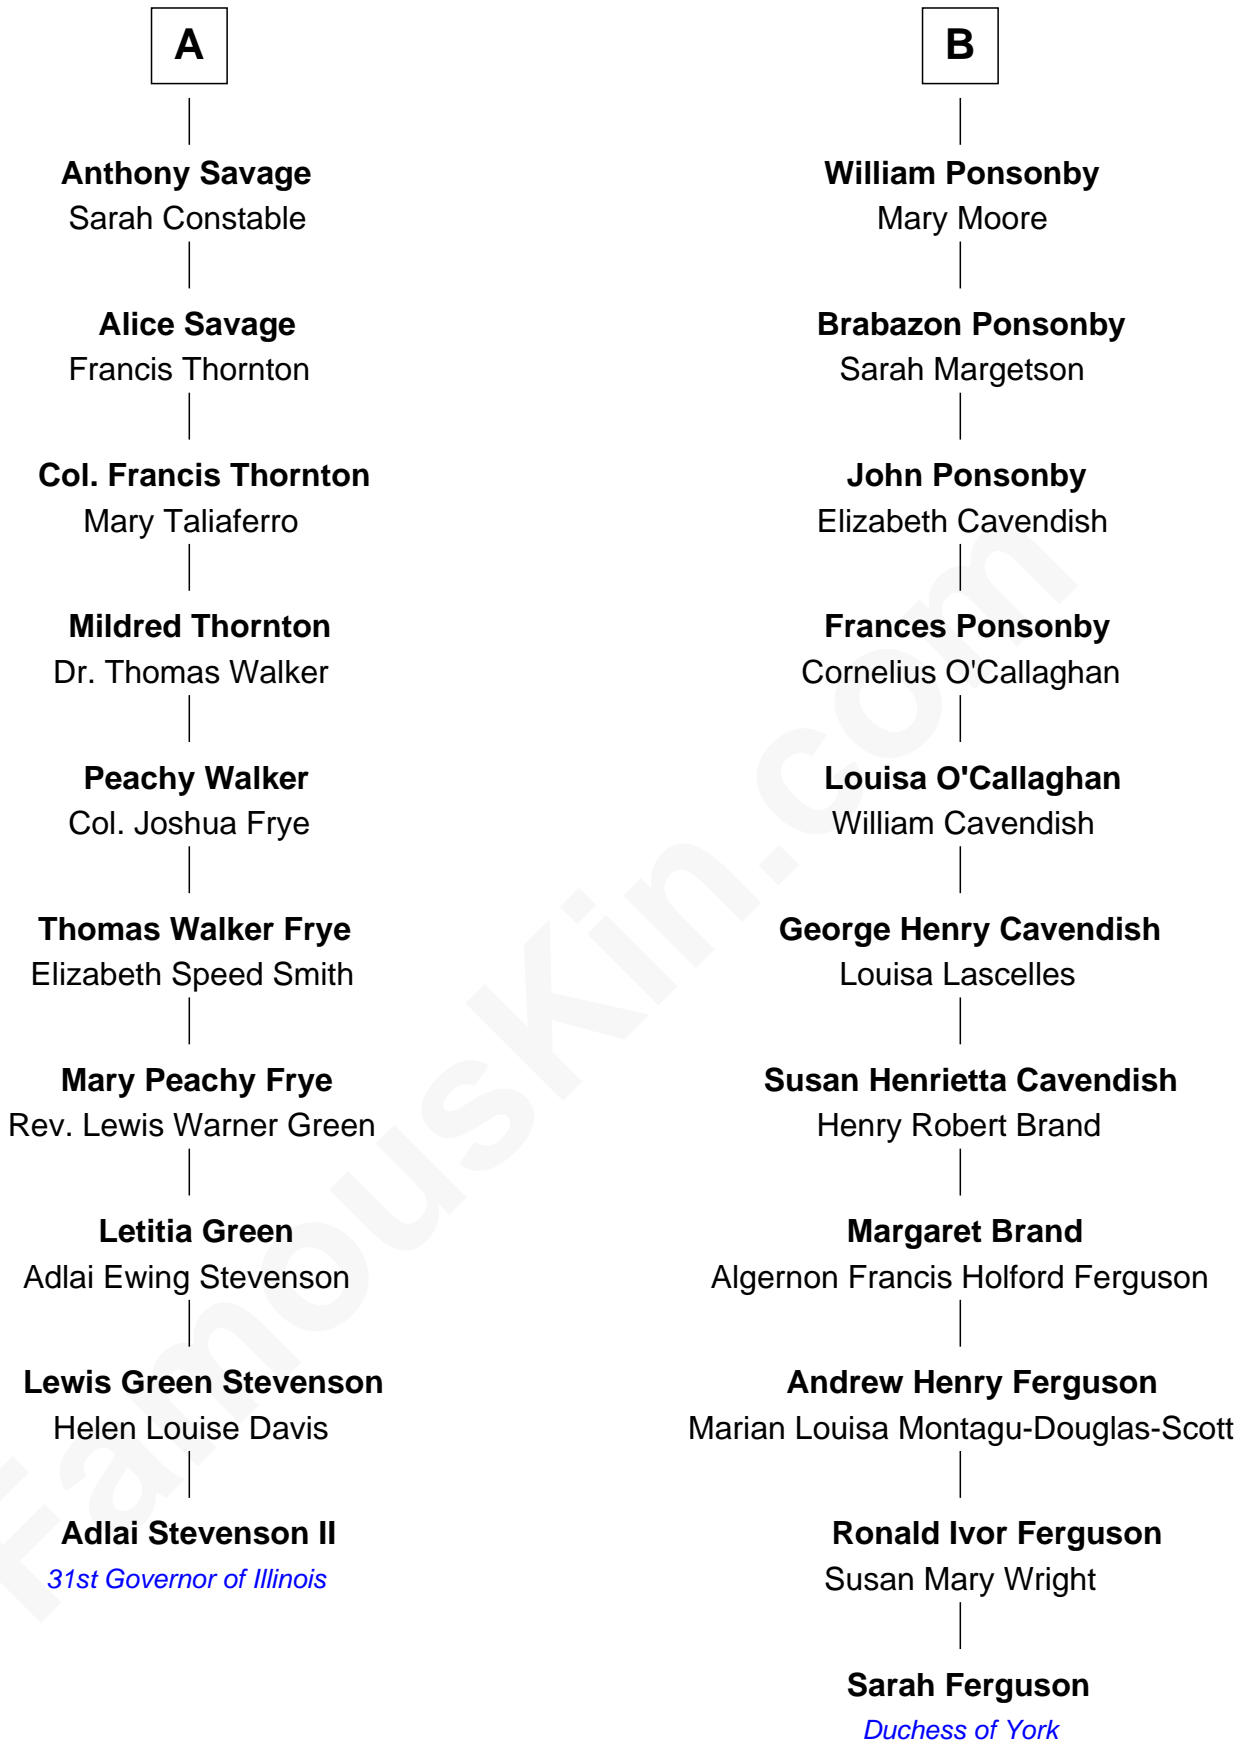 A
Anthony Savage
Sarah Constable
Alice Savage
Francis Thornton
Col. Francis Thornton
Mary Taliaferro
Mildred Thornton
Dr. Thomas Walker
Peachy Walker
Col. Joshua Frye
Thomas Walker Frye
Elizabeth Speed Smith
Mary Peachy Frye
Rev. Lewis Warner Green
Letitia Green
Adlai Ewing Stevenson
Lewis Green Stevenson
Helen Louise Davis
Adlai Stevenson II
31st Governor of Illinois
B
William Ponsonby
Mary Moore
Brabazon Ponsonby
Sarah Margetson
John Ponsonby
Elizabeth Cavendish
Frances Ponsonby
Cornelius O'Callaghan
Louisa O'Callaghan
William Cavendish
George Henry Cavendish
Louisa Lascelles
Susan Henrietta Cavendish
Henry Robert Brand
Margaret Brand
Algernon Francis Holford Ferguson
Andrew Henry Ferguson
Marian Louisa Montagu-Douglas-Scott
Ronald Ivor Ferguson
Susan Mary Wright
Sarah Ferguson
Duchess of York
FamousKin.com